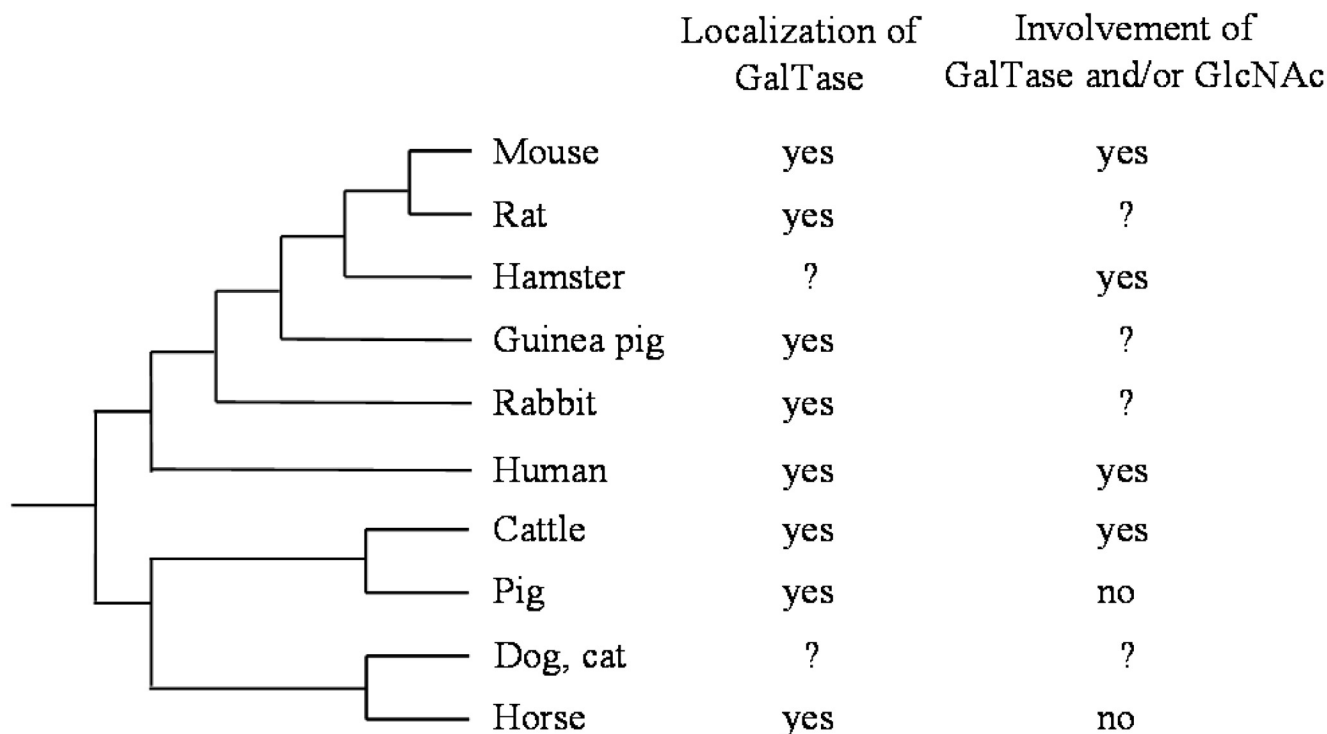 Localization of Involvement of
GalTase GalTase and/or GlcNAc
Mouse yes yes
Rat yes ?
Hamster ? yes
Guinea pig yes ?
Rabbit yes ?
Human yes yes
Cattle yes yes
Pig yes no
Dog, cat ? ?
Horse yes no